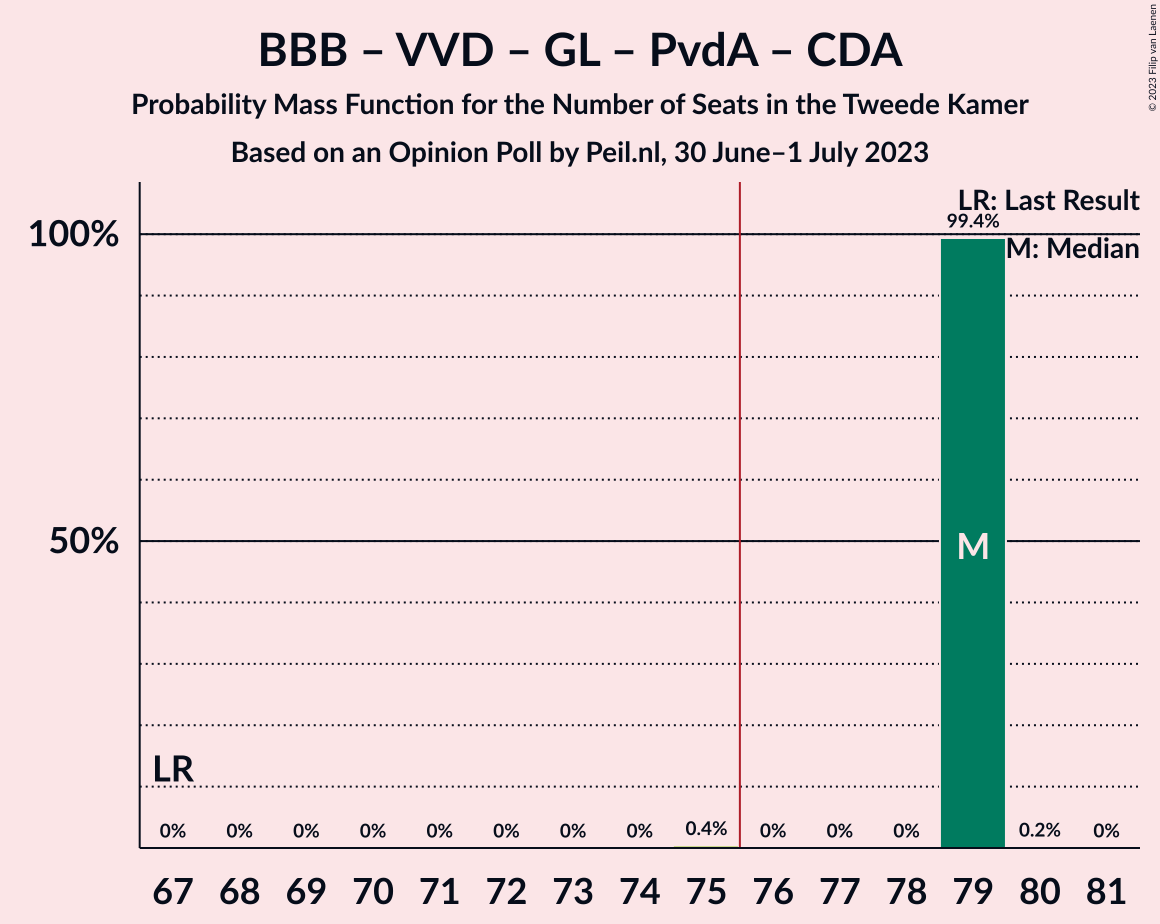 BBB – VVD – GL – PvdA – CDA
Probability Mass Function for the Number of Seats in the Tweede Kamer
Based on an Opinion Poll by Peil.nl, 30 June–1 July 2023
© 2023 Filip van Laenen
LR: Last Result
99.4%
100%
M: Median
50%
M
LR
0% 0% 0% 0% 0% 0% 0% 0% 0.4% 0% 0% 0% 0.2% 0%
67 68 69 70 71 72 73 74 75 76 77 78 79 80 81